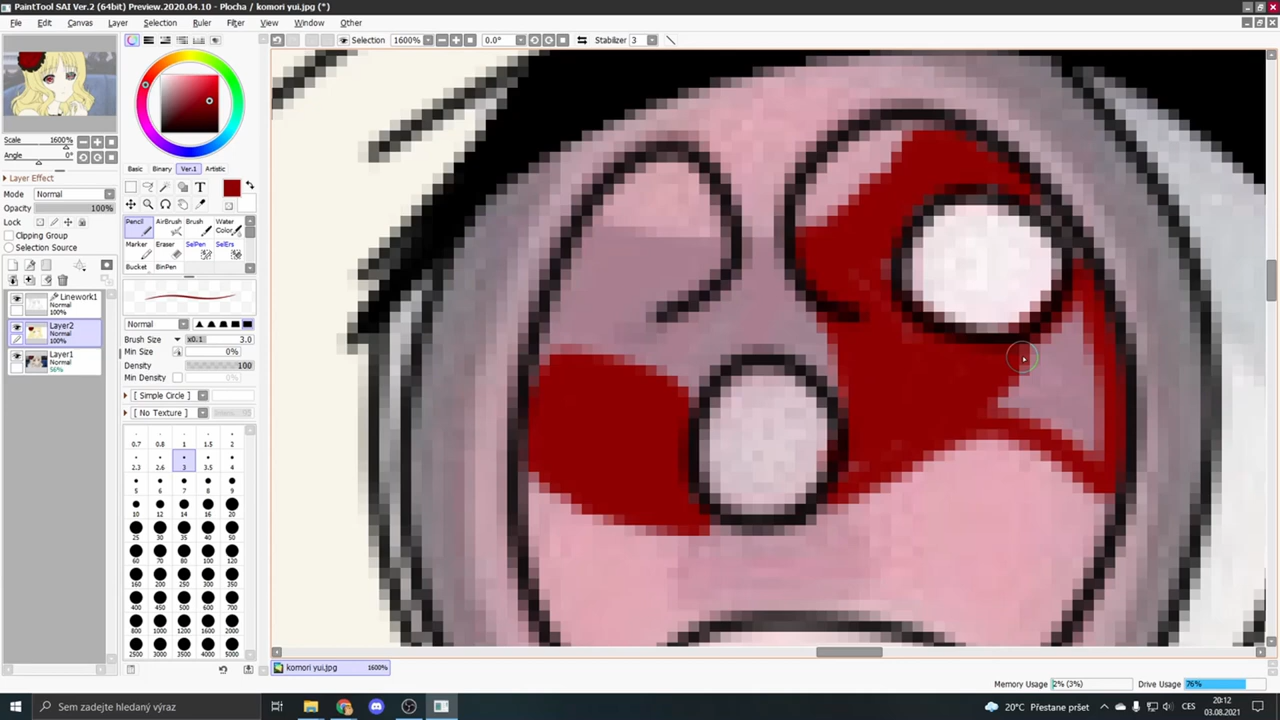 PaintTool SAI Ver.2 (64bit) Preview.2020.04.10 - Plocha / komori yui.jpg (*)
File Edit Canvas Layer Selection Ruler Filter View Window Other
Selection 1600% 0.0° Stabilizer 3
Scale 1600%
Angle 0°
Layer Effect
Mode Normal
Opacity 100%
Lock
Clipping Group
Selection Source
Linework1
Normal
100%
Layer2
Normal
100%
Layer1
Normal
56%
Basic Binary Ver.1 Artistic
Pencil AirBrush Brush Water Color
Marker Eraser SelPen SelErs
Bucket BinPen
Normal
Brush Size x0.1 3.0
Min Size 0%
Density 100
Min Density 0%
[ Simple Circle ]
[ No Texture ]
0.7 0.8 1 1.5 2
2.3 2.6 3 3.5 4
5 6 7 8 9
10 12 14 16 20
25 30 35 40 50
60 70 80 100 120
160 200 250 300 350
400 450 500 600 700
800 1000 1200 1600 2000
2500 3000 3500 4000 5000
komori yui.jpg 1600%
Memory Usage 2% (3%) Drive Usage 76%
Sem zadejte hledaný výraz
20°C Přestane pršet
CES
20:12
03.08.2021